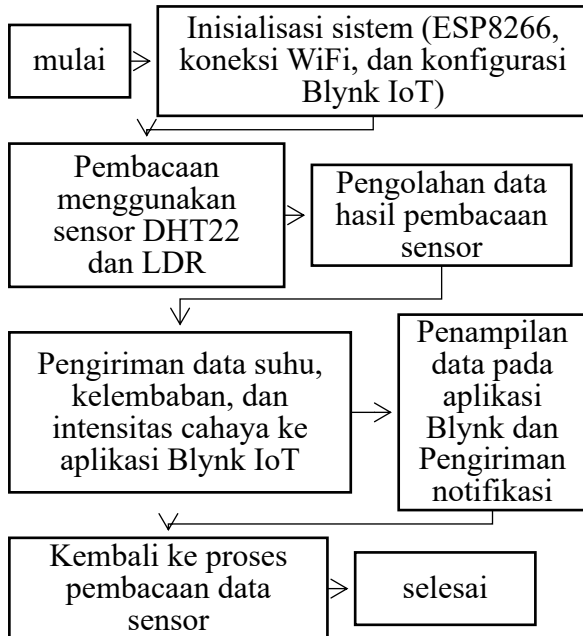 mulai
Inisialisasi sistem (ESP8266,
koneksi WiFi, dan konfigurasi
Blynk IoT)
Pembacaan
menggunakan
sensor DHT22
dan LDR
Pengolahan data
hasil pembacaan
sensor
Pengiriman data suhu,
kelembaban, dan
intensitas cahaya ke
aplikasi Blynk IoT
Penampilan
data pada
aplikasi
Blynk dan
Pengiriman
notifikasi
Kembali ke proses
pembacaan data
sensor
selesai